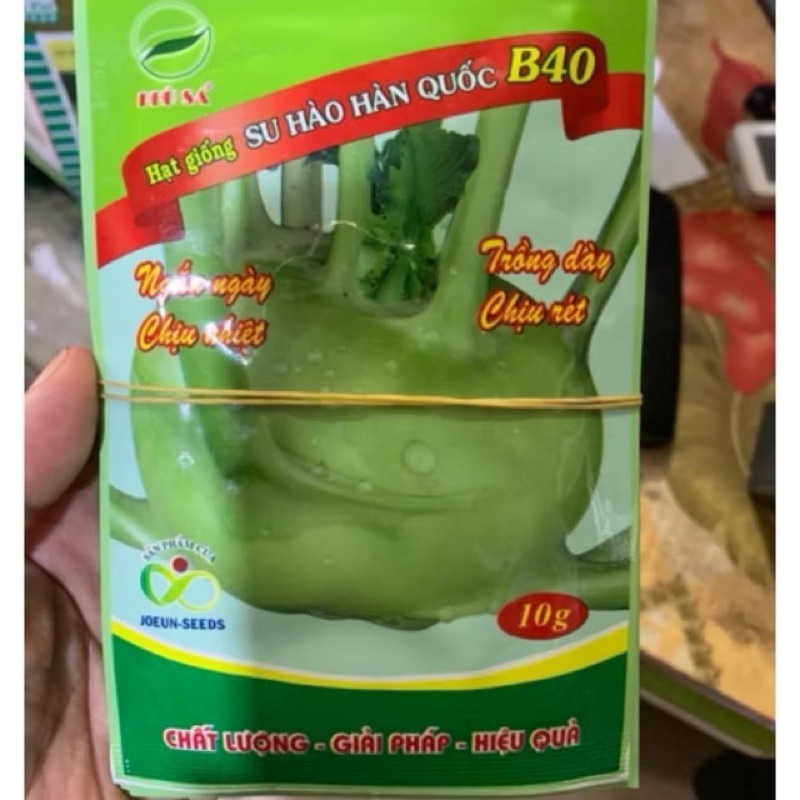 PHÙ SA
Hạt giống SU HÀO HÀN QUỐC B40
Ngắn ngày
Chịu nhiệt
Trồng dày
Chịu rét
SẢN PHẨM CỦA
JOEUN-SEEDS
10g
CHẤT LƯỢNG - GIẢI PHÁP - HIỆU QUẢ